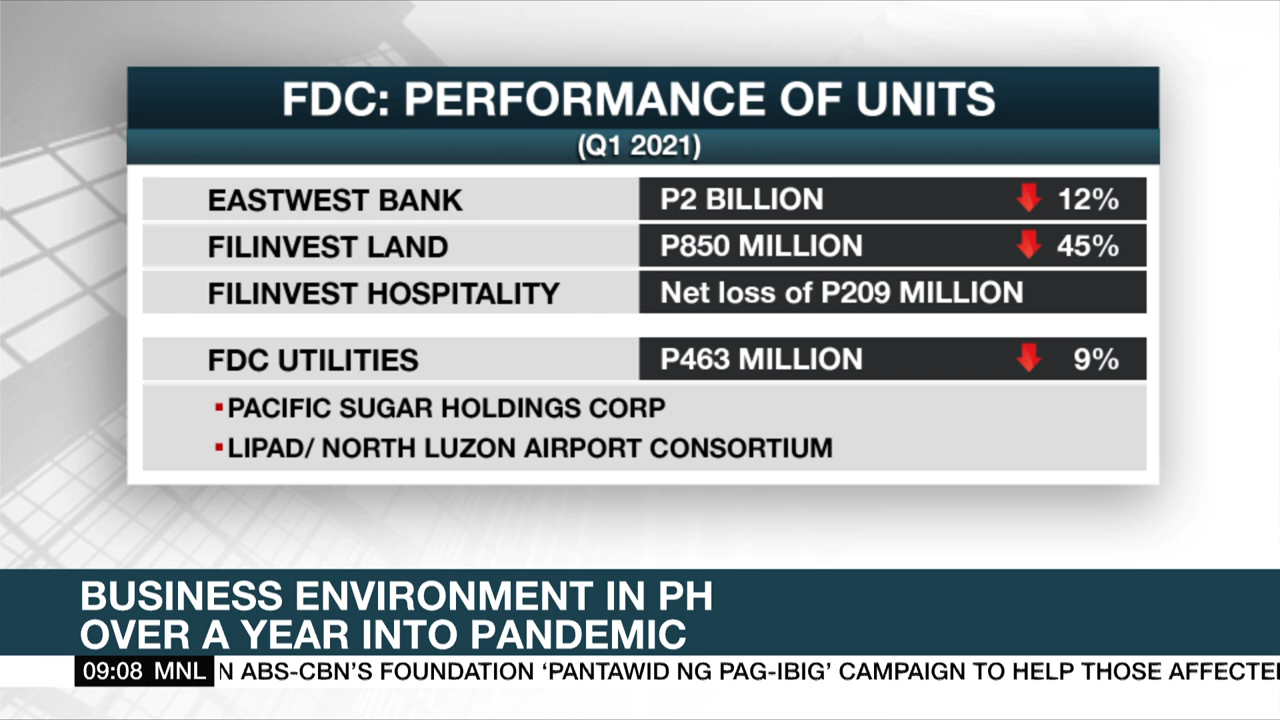 FDC: PERFORMANCE OF UNITS
(Q1 2021)
EASTWEST BANK P2 BILLION 12%
FILINVEST LAND P850 MILLION 45%
FILINVEST HOSPITALITY Net loss of P209 MILLION
FDC UTILITIES P463 MILLION 9%
PACIFIC SUGAR HOLDINGS CORP
LIPAD/ NORTH LUZON AIRPORT CONSORTIUM
BUSINESS ENVIRONMENT IN PH
OVER A YEAR INTO PANDEMIC
09:08 MNL N ABS-CBN'S FOUNDATION 'PANTAWID NG PAG-IBIG' CAMPAIGN TO HELP THOSE AFFECTE